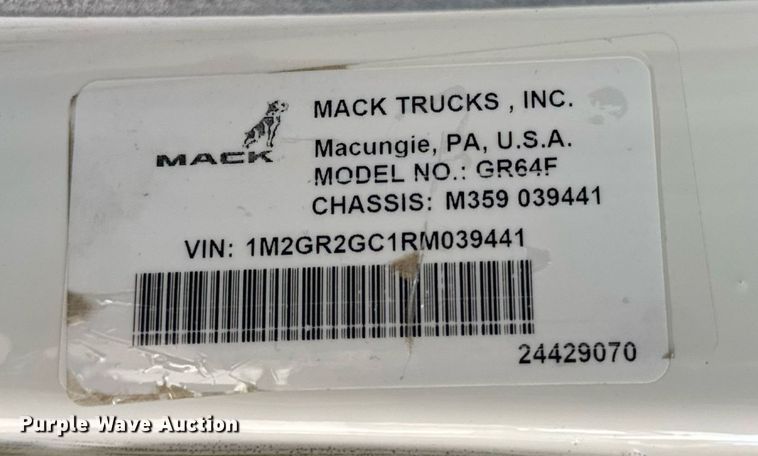 MACK
MACK TRUCKS , INC.
Macungie, PA, U.S.A.
MODEL NO.: GR64F
CHASSIS: M359 039441
VIN: 1M2GR2GC1RM039441
24429070
Purple Wave Auction